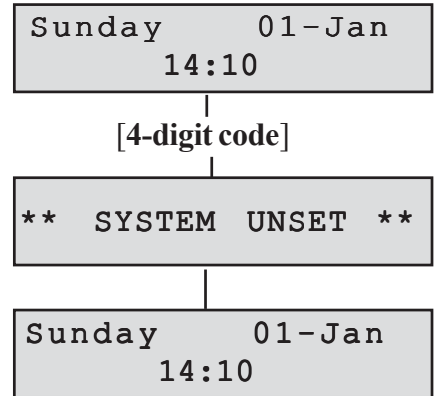 Sunday 01-Jan
14:10
[4-digit code]
** SYSTEM UNSET **
Sunday 01-Jan
14:10